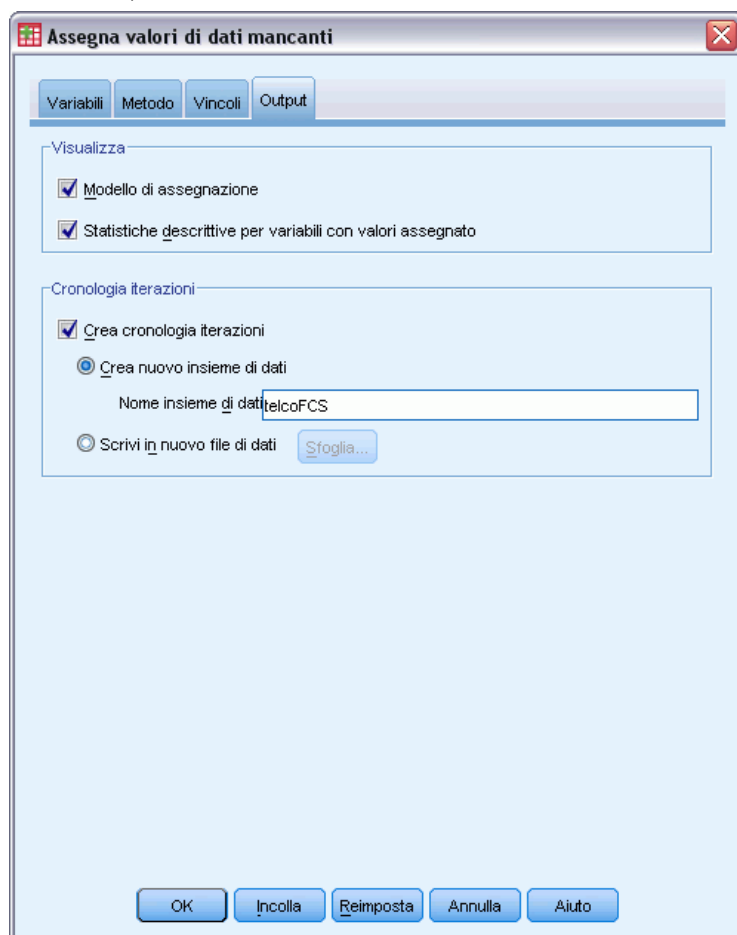 Assegna valori di dati mancanti
Variabili Metodo Vincoli Output
Visualizza
Modello di assegnazione
Statistiche descrittive per variabili con valori assegnato
Cronologia iterazioni
Crea cronologia iterazioni
Crea nuovo insieme di dati
Nome insieme di dati telcoFCS
Scrivi in nuovo file di dati Sfoglia...
OK Incolla Reimposta Annulla Aiuto